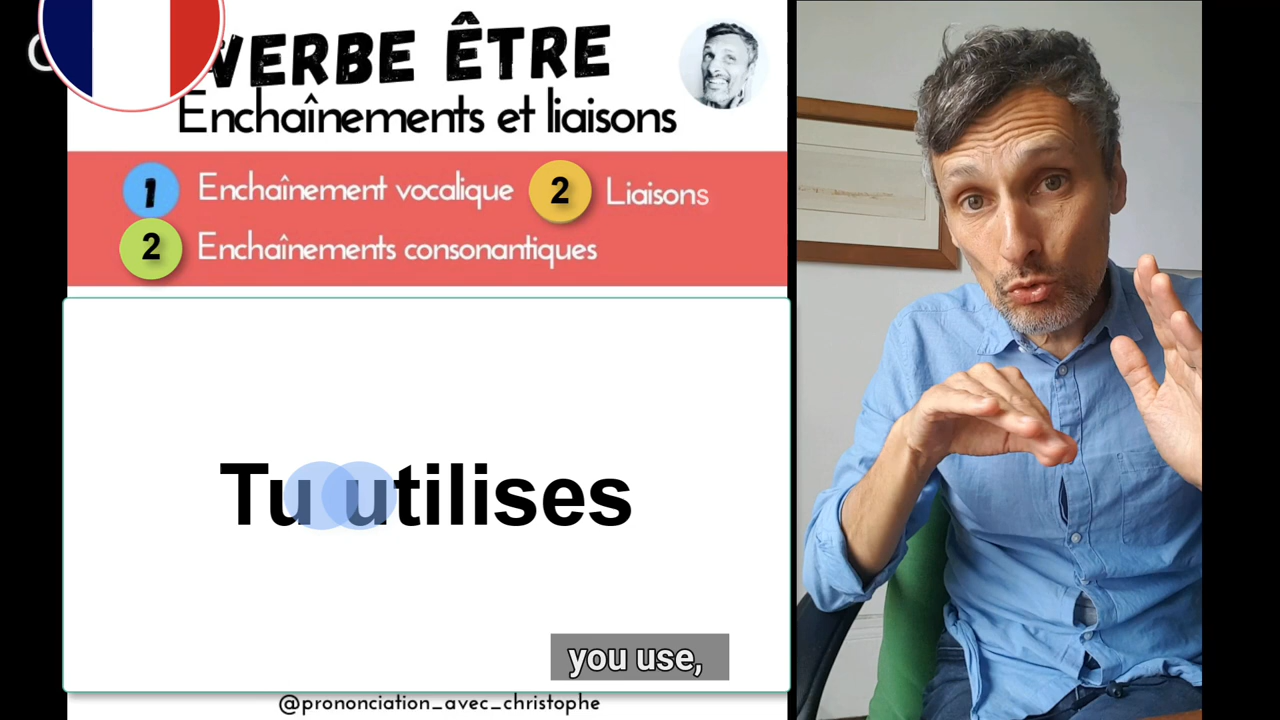 VERBE ÊTRE
Enchaînements et liaisons
1 Enchaînement vocalique 2 Liaisons
2 Enchaînements consonantiques
Tu utilises
you use,
@prononciation_avec_christophe